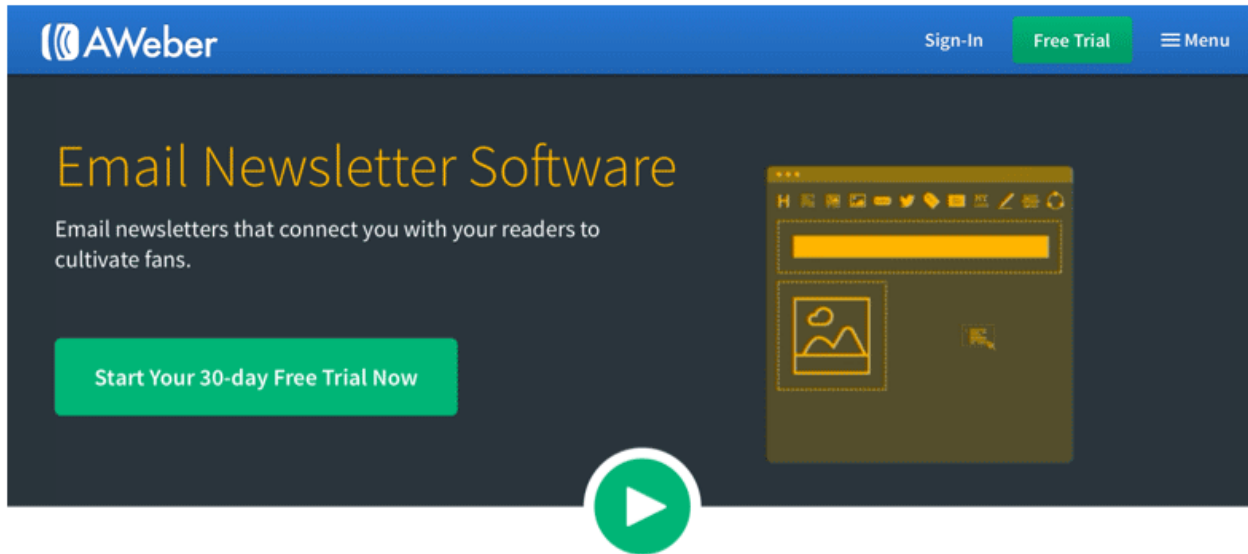 AWeber
Sign-In
Free Trial
Menu
Email Newsletter Software
Email newsletters that connect you with your readers to
cultivate fans.
H
Start Your 30-day Free Trial Now